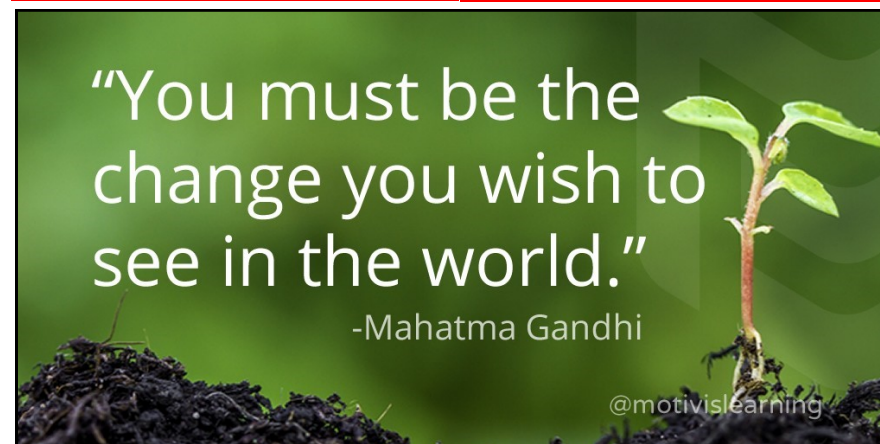 “You must be the
change you wish to
see in the world.”
-Mahatma Gandhi
@motivislearning